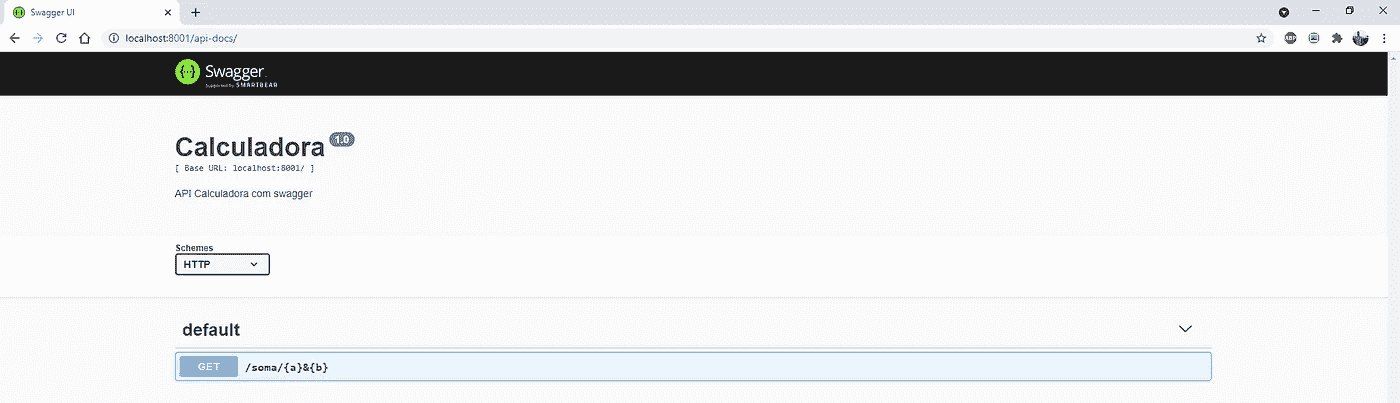 Swagger UI
localhost:8001/api-docs/
ABP
Swagger
Supported by SMARTBEAR
Calculadora 1.0
[ Base URL: localhost:8001/ ]
API Calculadora com swagger
Schemes
HTTP
default
GET /soma/{a}&{b}